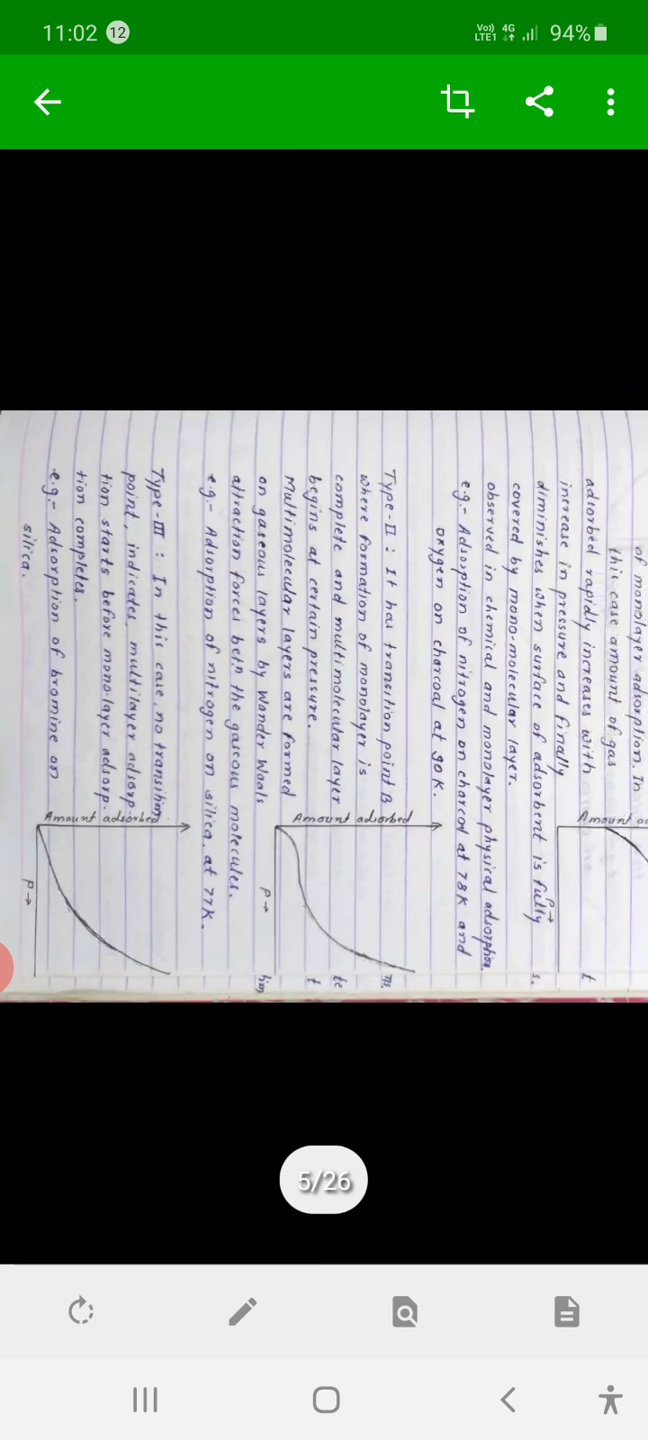 11:02 12 Vo)) LTE1 4G 94%
of monolayer adsorption. In
this case amount of gas
adsorbed rapidly increases with
increase in pressure and finally
diminishes when surface of adsorbent is fully
covered by mono-molecular layer.
observed in chemical and monolayer physical adsorption
e.g:- Adsorption of nitrogen on charcoal at 78K and
oxygen on charcoal at 90K.
Amount ad
P→
Type-II : It has transition point B
where formation of monolayer is
complete and multimolecular layer
begins at certain pressure.
Multimolecular layers are formed
on gaseous layers by Wander Waals
attraction forces betn the gaseous molecules.
e.g:- Adsorption of nitrogen on silica. at 77K.
Amount adsorbed
P→
Type-III : In this case, no transition
point, indicates, multilayer adsorp-
tion starts before mono-layer adsorp-
tion completes.
e.g:- Adsorption of bromine on
silica.
Amount adsorbed
P→
5/26